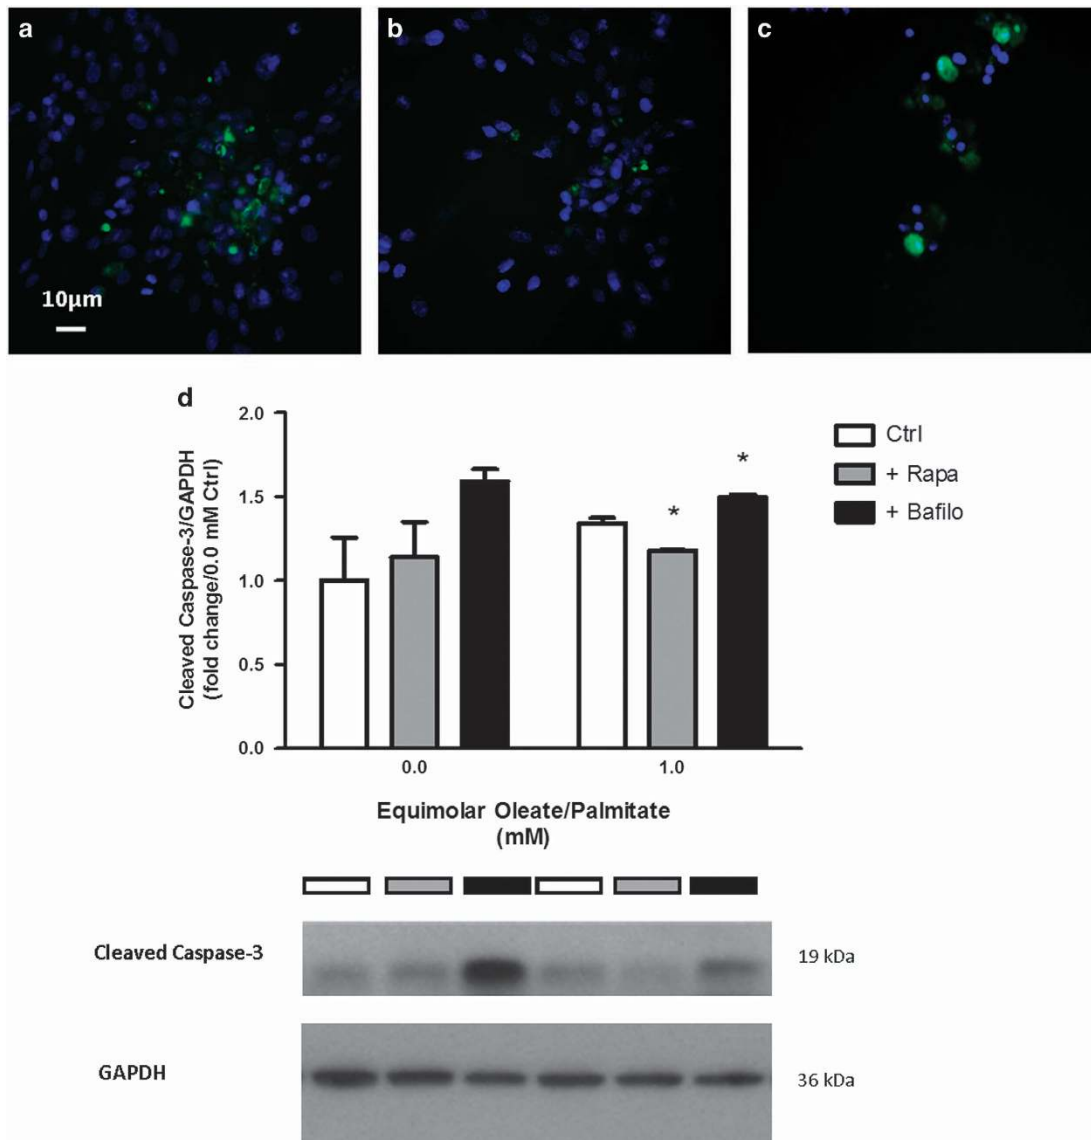 a
b
c
10μm
d
Cleaved Caspase-3/GAPDH
(fold change/0.0 mM Ctrl)
2.0
1.5
1.0
0.5
0.0
*
*
Ctrl
+ Rapa
+ Bafilo
0.0
1.0
Equimolar Oleate/Palmitate
(mM)
Cleaved Caspase-3
19 kDa
GAPDH
36 kDa